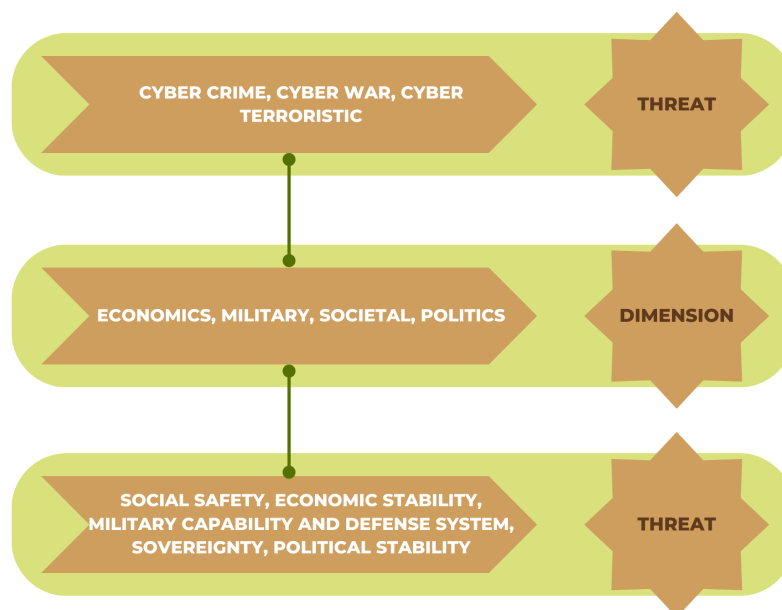 CYBER CRIME, CYBER WAR, CYBER
TERRORISTIC
THREAT
ECONOMICS, MILITARY, SOCIETAL, POLITICS
DIMENSION
SOCIAL SAFETY, ECONOMIC STABILITY,
MILITARY CAPABILITY AND DEFENSE SYSTEM,
SOVEREIGNTY, POLITICAL STABILITY
THREAT